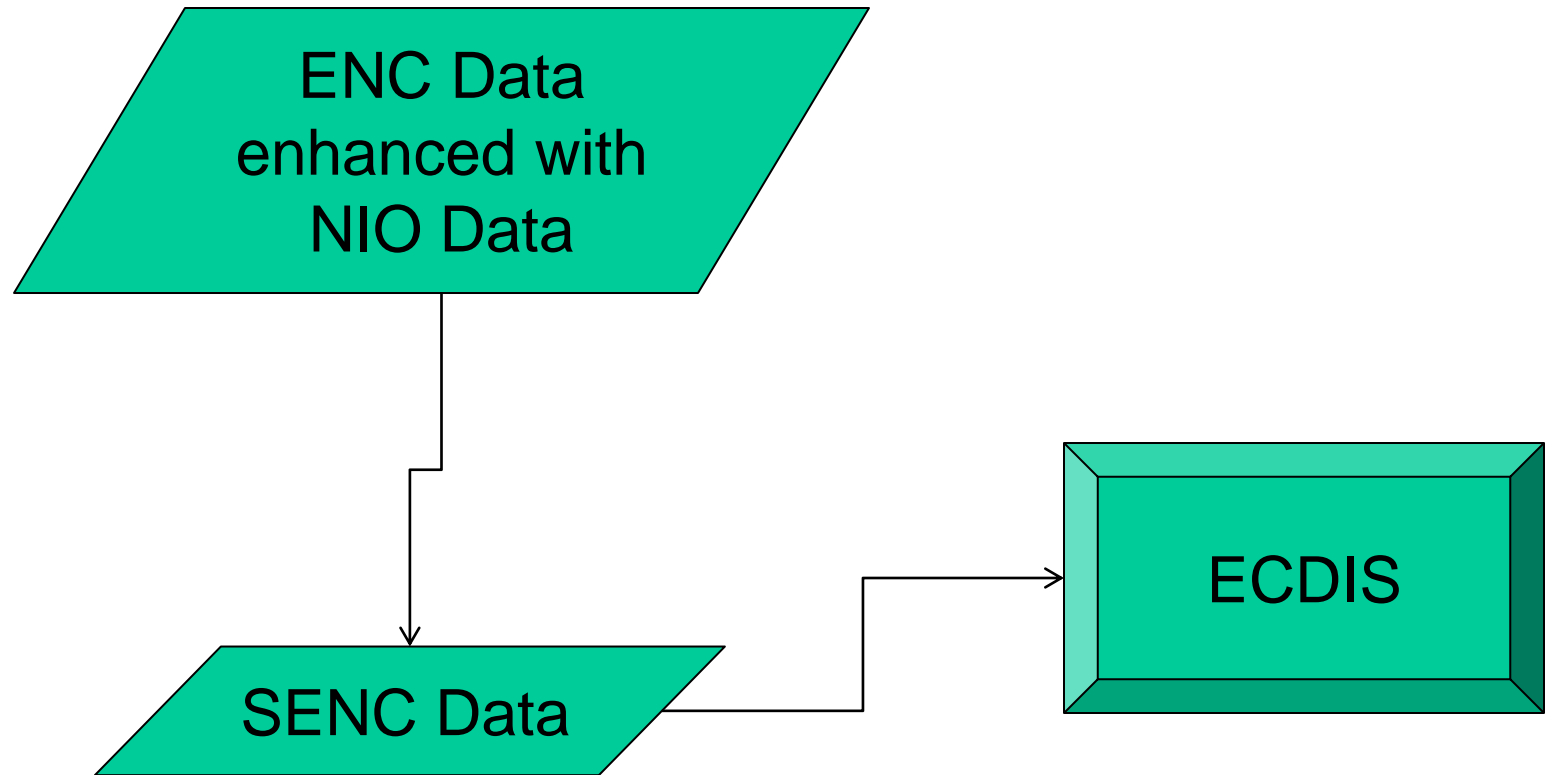 ENC Data
enhanced with
NIO Data
ECDIS
SENC Data